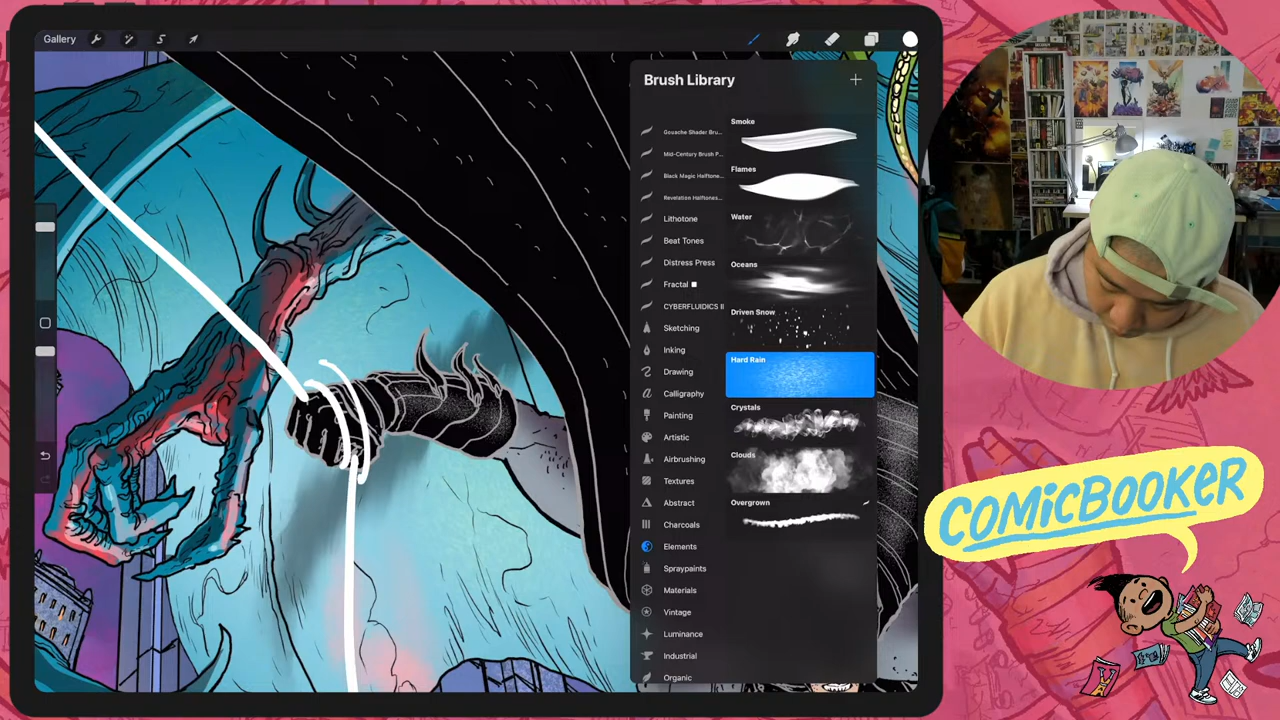 Gallery
Brush Library
Gouache Shader Bru...
Mid-Century Brush P...
Black Magic Halftone...
Revelation Halftones...
Lithotone
Beat Tones
Distress Press
Fractal
CYBERFLUIDICS II
Sketching
Inking
Drawing
Calligraphy
Painting
Artistic
Airbrushing
Textures
Abstract
Charcoals
Elements
Spraypaints
Materials
Vintage
Luminance
Industrial
Organic
Smoke
Flames
Water
Oceans
Driven Snow
Hard Rain
Crystals
Clouds
Overgrown
COMICBOOKER